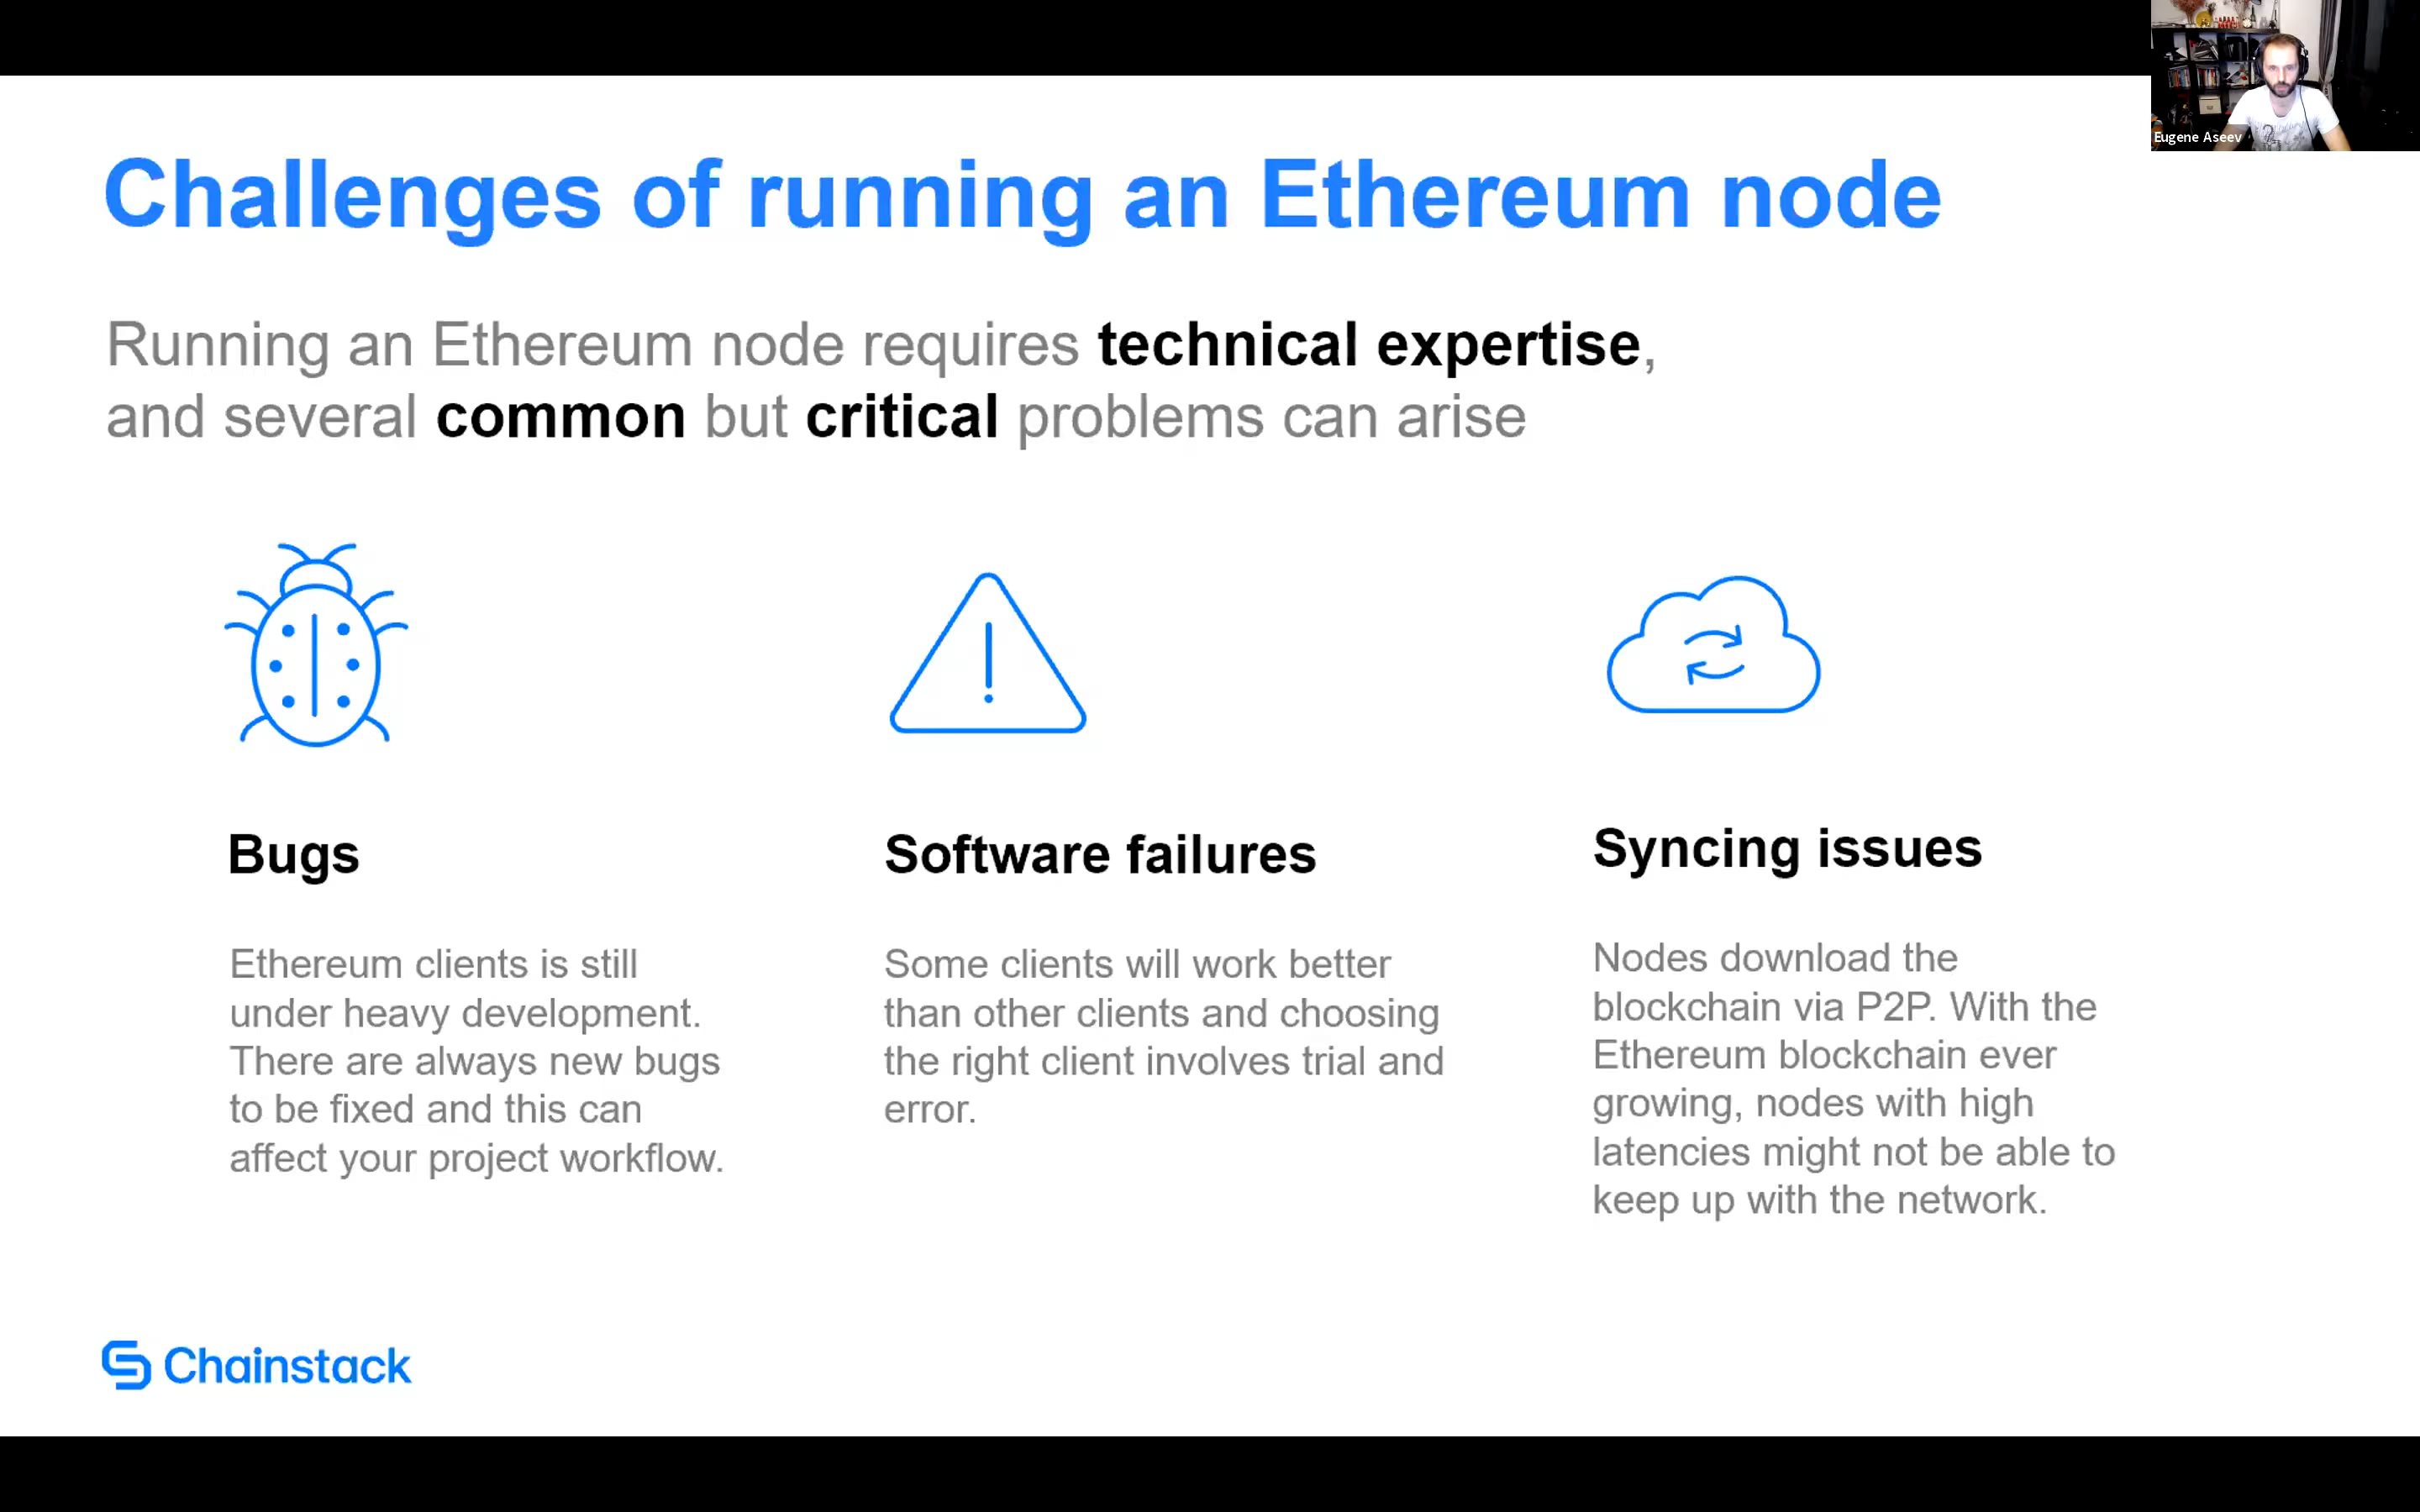 Eugene Aseev
Challenges of running an Ethereum node
Running an Ethereum node requires technical expertise,
and several common but critical problems can arise
Bugs
Ethereum clients is still
under heavy development.
There are always new bugs
to be fixed and this can
affect your project workflow.
Software failures
Some clients will work better
than other clients and choosing
the right client involves trial and
error.
Syncing issues
Nodes download the
blockchain via P2P. With the
Ethereum blockchain ever
growing, nodes with high
latencies might not be able to
keep up with the network.
Chainstack